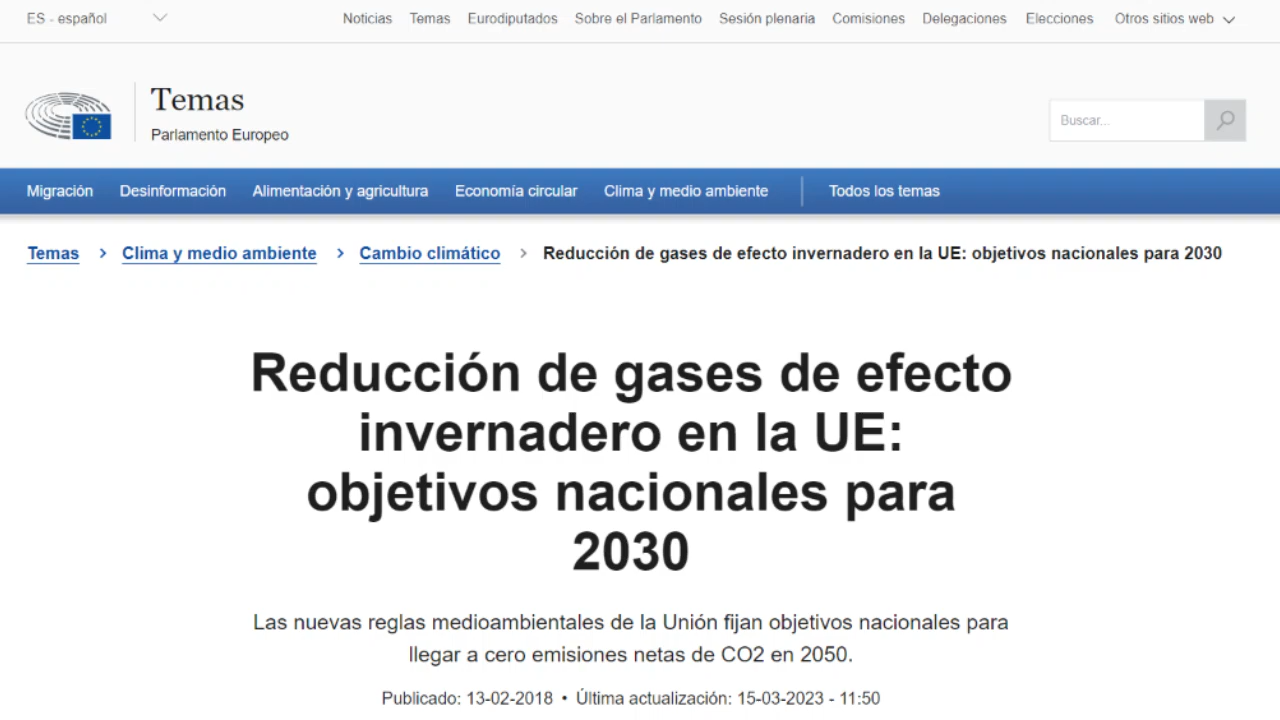 ES - español
Noticias Temas Eurodiputados Sobre el Parlamento Sesión plenaria Comisiones Delegaciones Elecciones Otros sitios web
Temas
Parlamento Europeo
Buscar...
Migración Desinformación Alimentación y agricultura Economía circular Clima y medio ambiente Todos los temas
Temas > Clima y medio ambiente > Cambio climático > Reducción de gases de efecto invernadero en la UE: objetivos nacionales para 2030
Reducción de gases de efecto
invernadero en la UE:
objetivos nacionales para
2030
Las nuevas reglas medioambientales de la Unión fijan objetivos nacionales para
llegar a cero emisiones netas de CO2 en 2050.
Publicado: 13-02-2018 • Última actualización: 15-03-2023 - 11:50